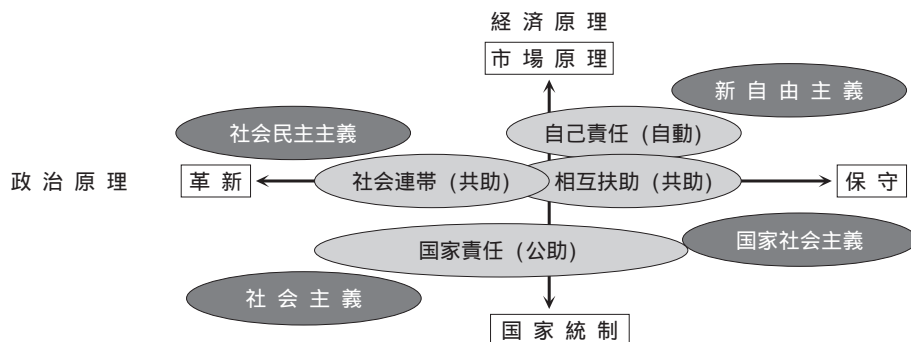 経済原理
市場原理
新自由主義
社会民主主義
自己責任（自動）
政治原理
革新
社会連帯（共助）
相互扶助（共助）
保守
国家責任（公助）
国家社会主義
社会主義
国家統制